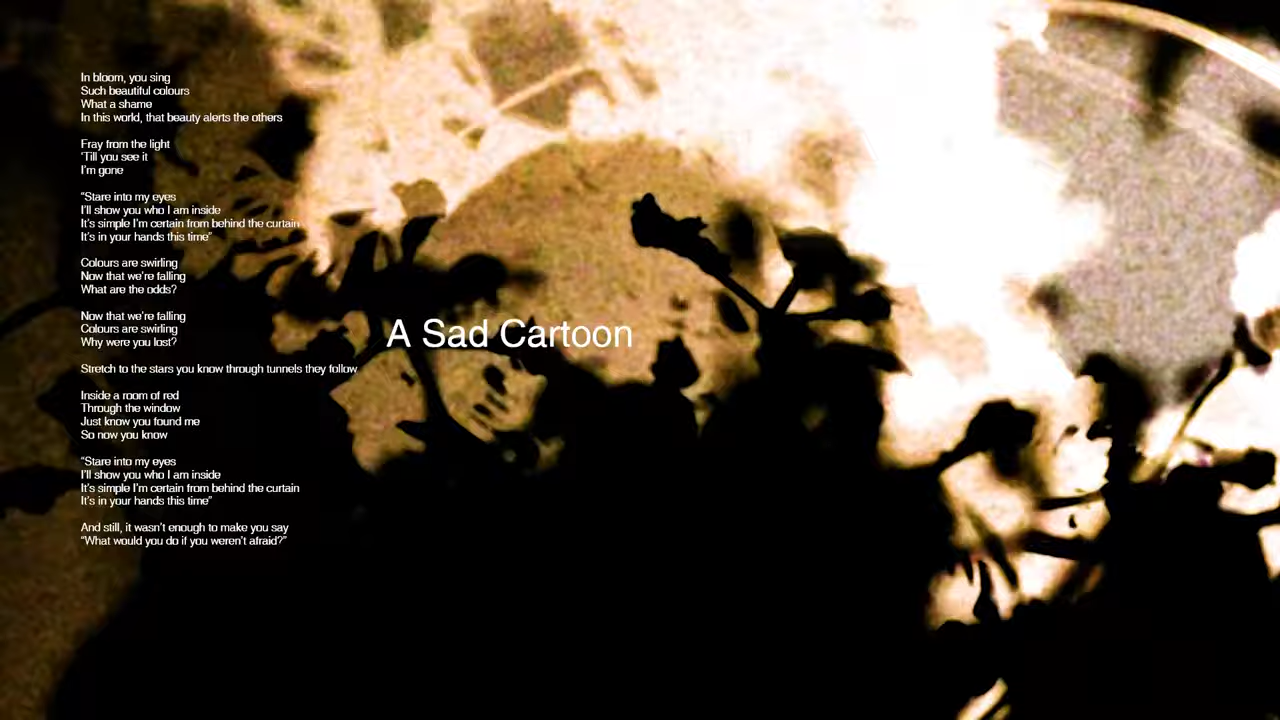 In bloom, you sing
Such beautiful colours
What a shame
In this world, that beauty alerts the others
Fray from the light
'Till you see it
I'm gone
"Stare into my eyes
I'll show you who I am inside
It's simple I'm certain from behind the curtain
It's in your hands this time"
Colours are swirling
Now that we're falling
What are the odds?
Now that we're falling
Colours are swirling
Why were you lost?
Stretch to the stars you know through tunnels they follow
Inside a room of red
Through the window
Just know you found me
So now you know
"Stare into my eyes
I'll show you who I am inside
It's simple I'm certain from behind the curtain
It's in your hands this time"
And still, it wasn't enough to make you say
"What would you do if you weren't afraid?"
A Sad Cartoon